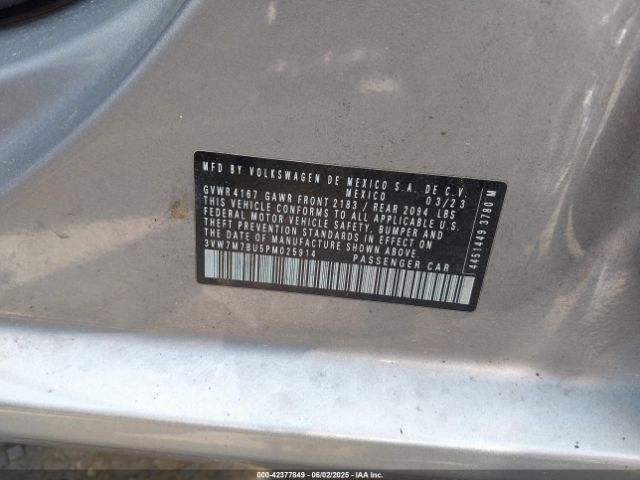 MFD BY VOLKSWAGEN DE MEXICO S.A. DE C.V.
MEXICO 03/23
GVWR 4167 GAWR FRONT 2183 / REAR 2094 LBS
THIS VEHICLE CONFORMS TO ALL APPLICABLE U.S.
FEDERAL MOTOR VEHICLE SAFETY, BUMPER AND
THEFT PREVENTION STANDARDS IN EFFECT ON
THE DATE OF MANUFACTURE SHOWN ABOVE.
3VW7M7BU5PM025914 PASSENGER CAR
4451449 3780 M
000-42377849 | 06/02/2025 | IAA Inc.